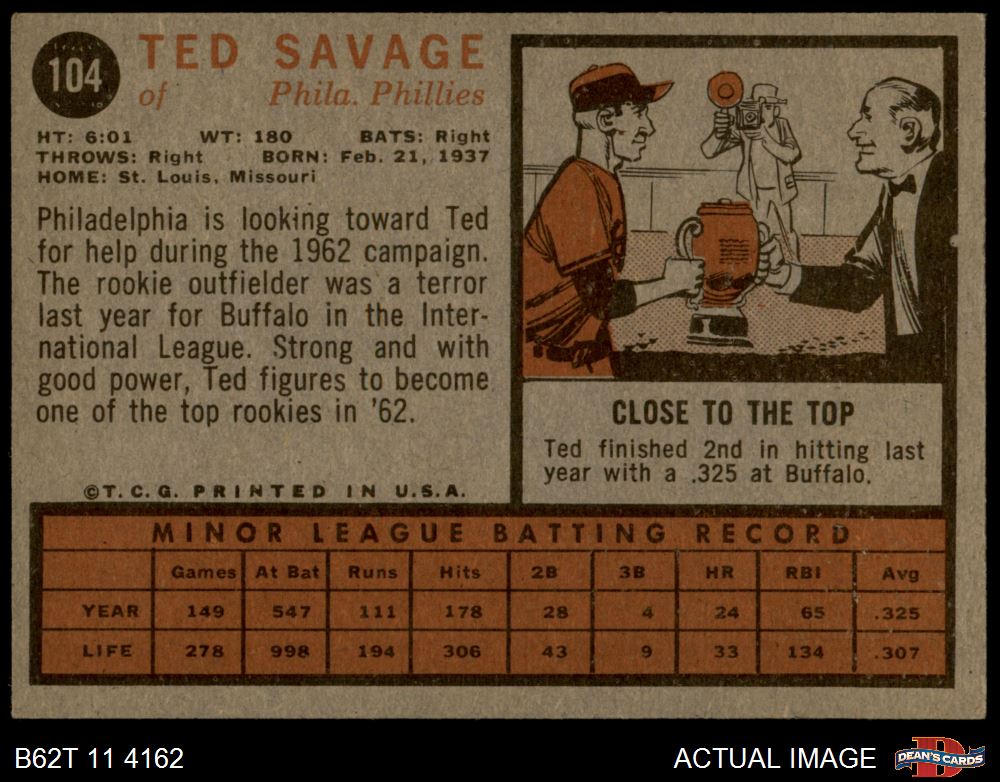 104
TED SAVAGE
of Phila. Phillies
HT: 6:01 WT: 180 BATS: Right
THROWS: Right BORN: Feb. 21, 1937
HOME: St. Louis, Missouri
Philadelphia is looking toward Ted
for help during the 1962 campaign.
The rookie outfielder was a terror
last year for Buffalo in the Inter-
national League. Strong and with
good power, Ted figures to become
one of the top rookies in '62.
©T.C.G. PRINTED IN U.S.A.
CLOSE TO THE TOP
Ted finished 2nd in hitting last
year with a .325 at Buffalo.
MINOR LEAGUE BATTING RECORD
Games At Bat Runs Hits 2B 3B HR RBI Avg
YEAR 149 547 111 178 28 4 24 65 .325
LIFE 278 998 194 306 43 9 33 134 .307
B62T 11 4162
ACTUAL IMAGE
DEAN'S CARDS